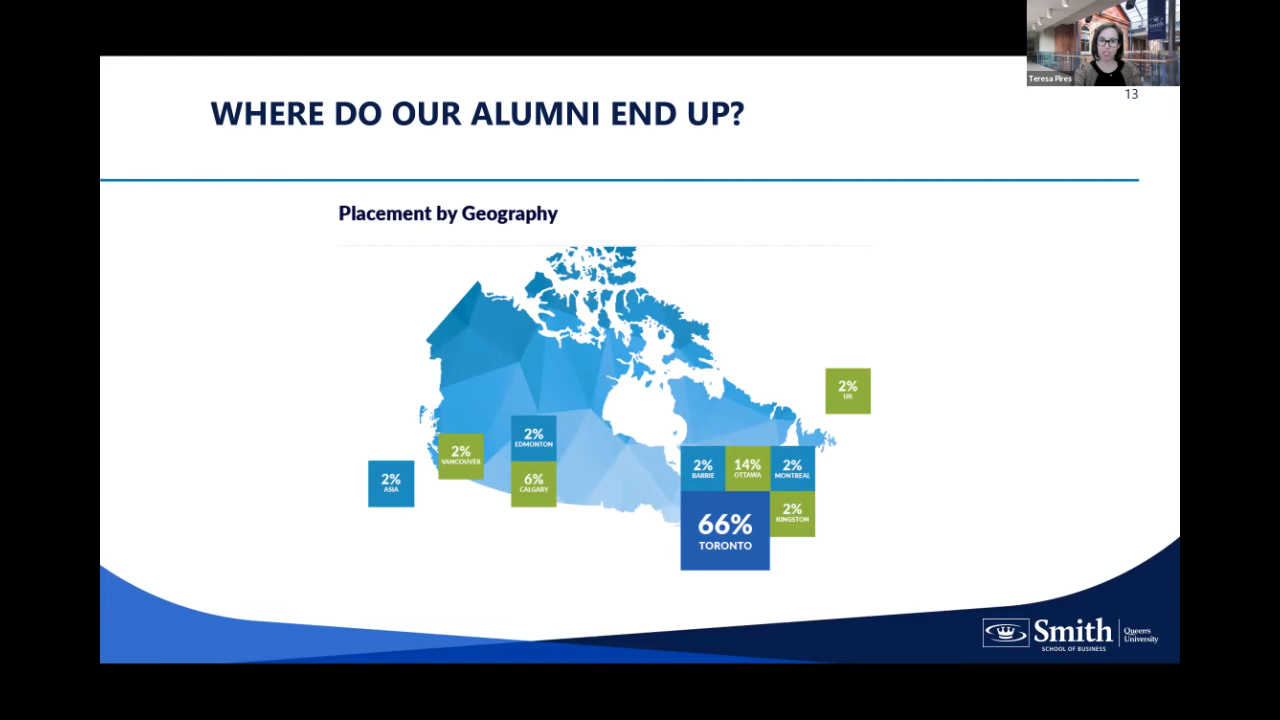 Teresa Pires
13
WHERE DO OUR ALUMNI END UP?
Placement by Geography
2%
UK
2%
EDMONTON
2%
VANCOUVER
2%
ASIA
6%
CALGARY
2%
BARRIE
14%
OTTAWA
2%
MONTREAL
2%
KINGSTON
66%
TORONTO
Smith
SCHOOL OF BUSINESS
Queen's
University